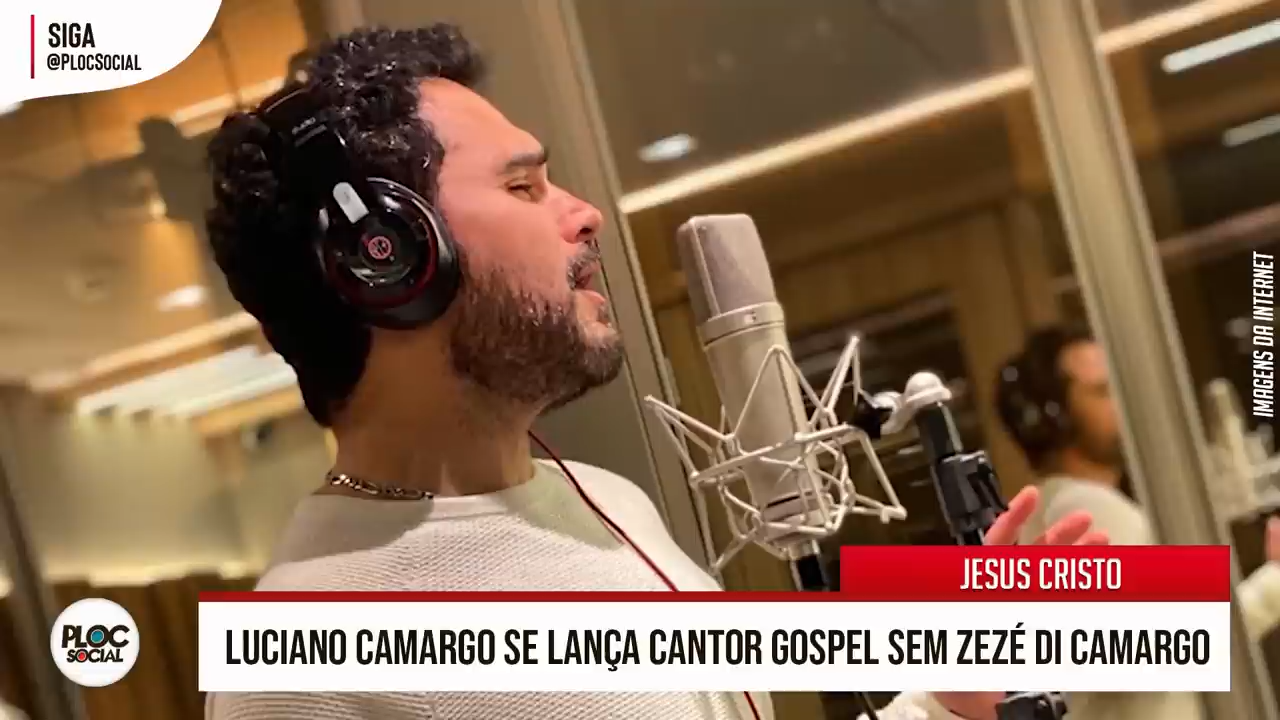 SIGA
@PLOCSOCIAL
IMAGENS DA INTERNET
JESUS CRISTO
PLOC
SOCIAL
LUCIANO CAMARGO SE LANÇA CANTOR GOSPEL SEM ZEZÉ DI CAMARGO